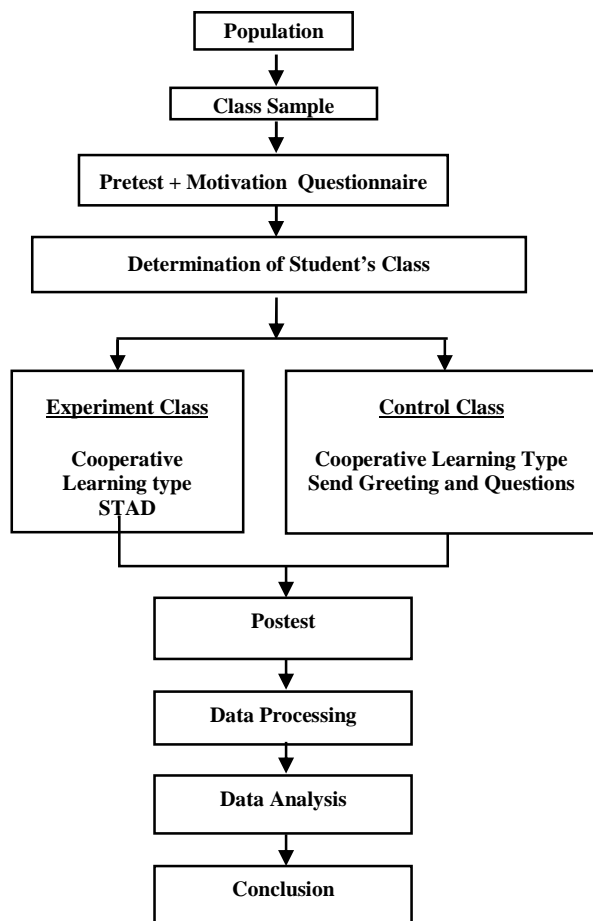 Population
Class Sample
Pretest + Motivation Questionnaire
Determination of Student’s Class
Experiment Class
Cooperative
Learning type
STAD
Control Class
Cooperative Learning Type
Send Greeting and Questions
Postest
Data Processing
Data Analysis
Conclusion